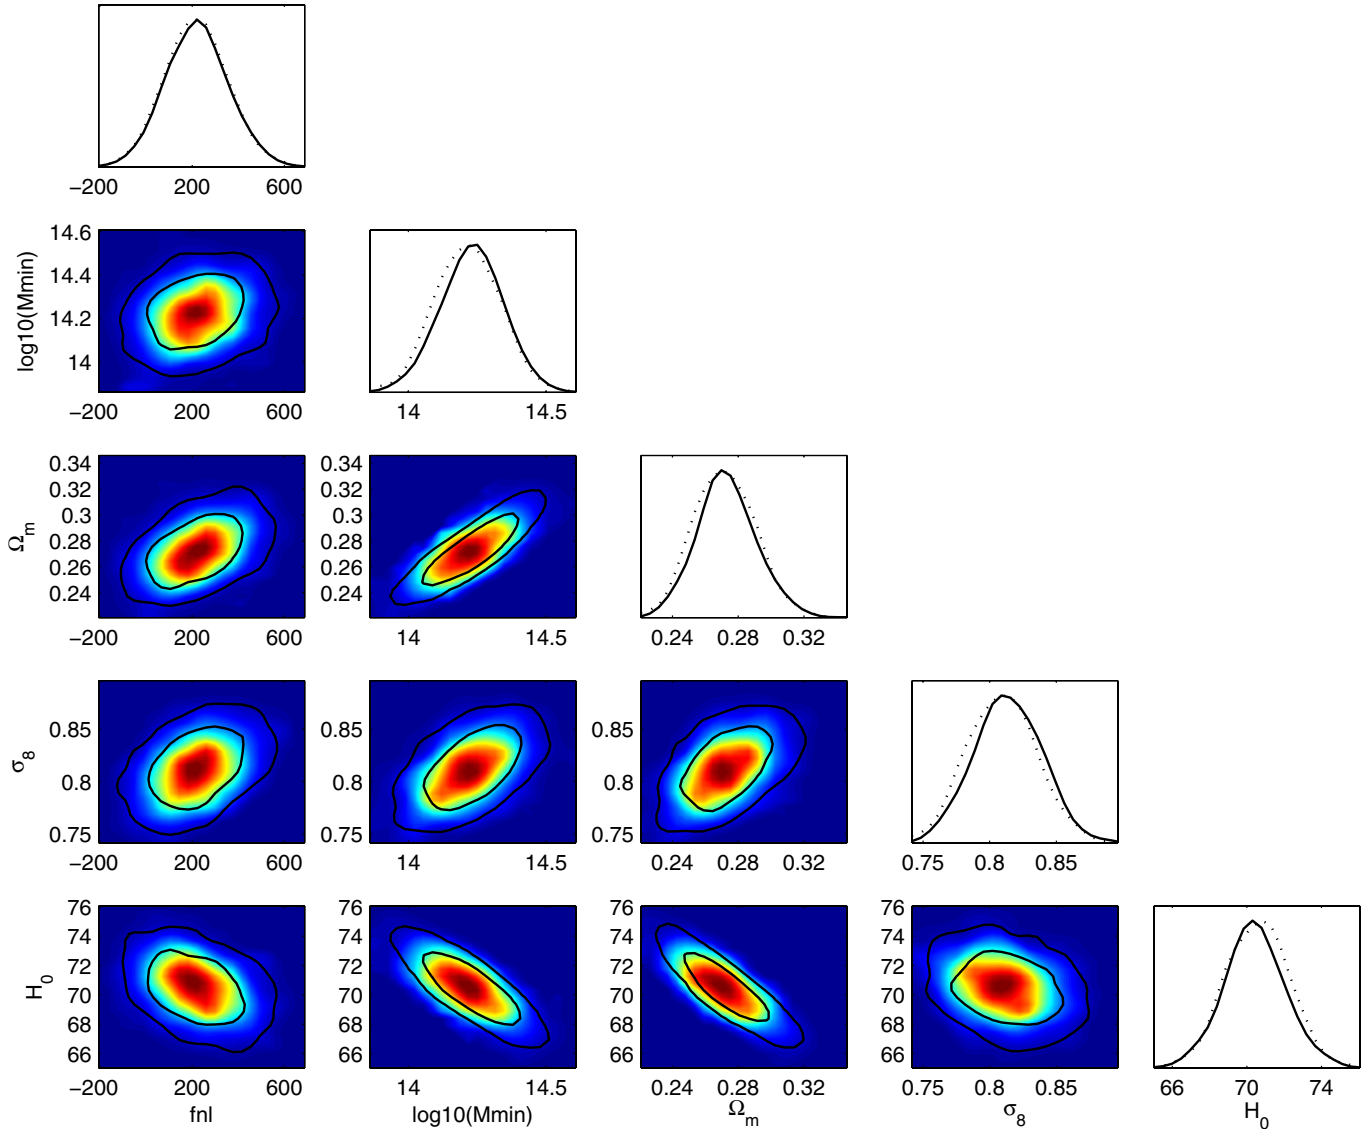 −200 200 600
log10(Mmin)
14.6
14.4
14.2
14
−200 200 600
14 14.5
Ω_m
0.34 0.34
0.32 0.32
0.3 0.3
0.28 0.28
0.26 0.26
0.24 0.24
−200 200 600
14 14.5
0.24 0.28 0.32
σ_8
0.85 0.85 0.85
0.8 0.8 0.8
0.75 0.75 0.75
−200 200 600
14 14.5
0.24 0.28 0.32
0.75 0.8 0.85
H_0
76 76 76 76
74 74 74 74
72 72 72 72
70 70 70 70
68 68 68 68
66 66 66 66
−200 200 600
14 14.5
0.24 0.28 0.32
0.75 0.8 0.85
66 70 74
fnl
log10(Mmin)
Ω_m
σ_8
H_0